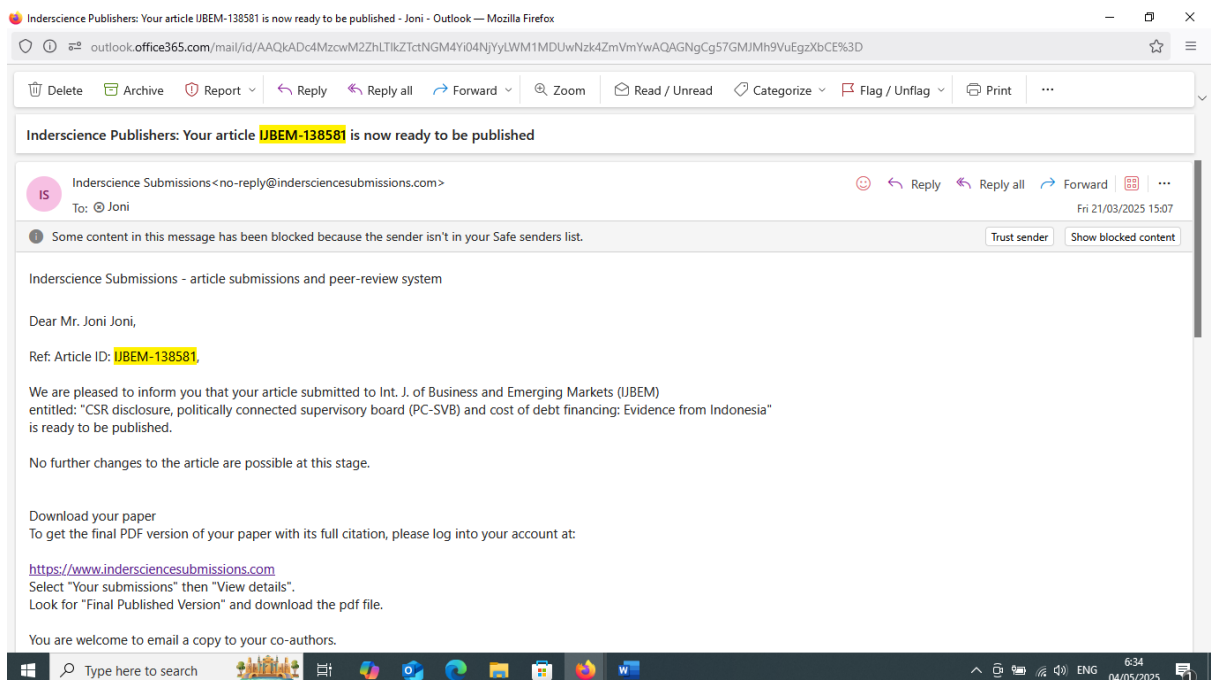 Inderscience Publishers: Your article IJBEM-138581 is now ready to be published - Joni - Outlook — Mozilla Firefox
outlook.office365.com/mail/id/AAQkADc4MzcwM2ZhLTlkZTctNGM4Yi04NjYyLWM1MDUwNzk4ZmVmYwAQAGNgCg57GMJMh9VuEgzXbCE%3D
Delete Archive Report Reply Reply all Forward Zoom Read / Unread Categorize Flag / Unflag Print ...
Inderscience Publishers: Your article IJBEM-138581 is now ready to be published
IS
Inderscience Submissions<no-reply@indersciencesubmissions.com>
Reply Reply all Forward ...
To: Joni
Fri 21/03/2025 15:07
Some content in this message has been blocked because the sender isn't in your Safe senders list.
Trust sender Show blocked content
Inderscience Submissions - article submissions and peer-review system
Dear Mr. Joni Joni,
Ref: Article ID: IJBEM-138581,
We are pleased to inform you that your article submitted to Int. J. of Business and Emerging Markets (IJBEM)
entitled: "CSR disclosure, politically connected supervisory board (PC-SVB) and cost of debt financing: Evidence from Indonesia"
is ready to be published.
No further changes to the article are possible at this stage.
Download your paper
To get the final PDF version of your paper with its full citation, please log into your account at:
https://www.indersciencesubmissions.com
Select "Your submissions" then "View details".
Look for "Final Published Version" and download the pdf file.
You are welcome to email a copy to your co-authors.
Type here to search
ENG
6:34
04/05/2025